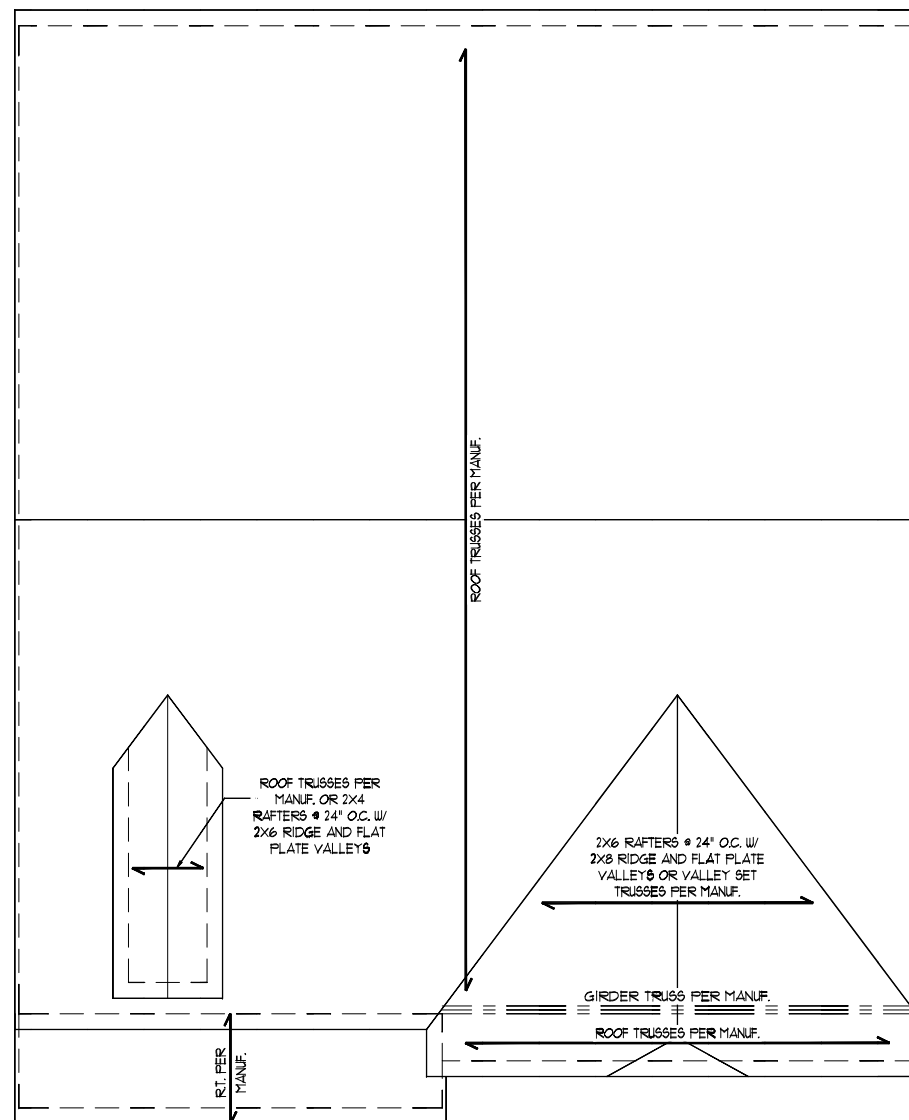 ROOF TRUSSES PER MANUF.
ROOF TRUSSES PER
MANUF. OR 2X4
RAFTERS @ 24" O.C. W/
2X6 RIDGE AND FLAT
PLATE VALLEYS
2X6 RAFTERS @ 24" O.C. W/
2X8 RIDGE AND FLAT PLATE
VALLEYS OR VALLEY SET
TRUSSES PER MANUF.
GIRDER TRUSS PER MANUF.
ROOF TRUSSES PER MANUF.
R.T. PER
MANUF.